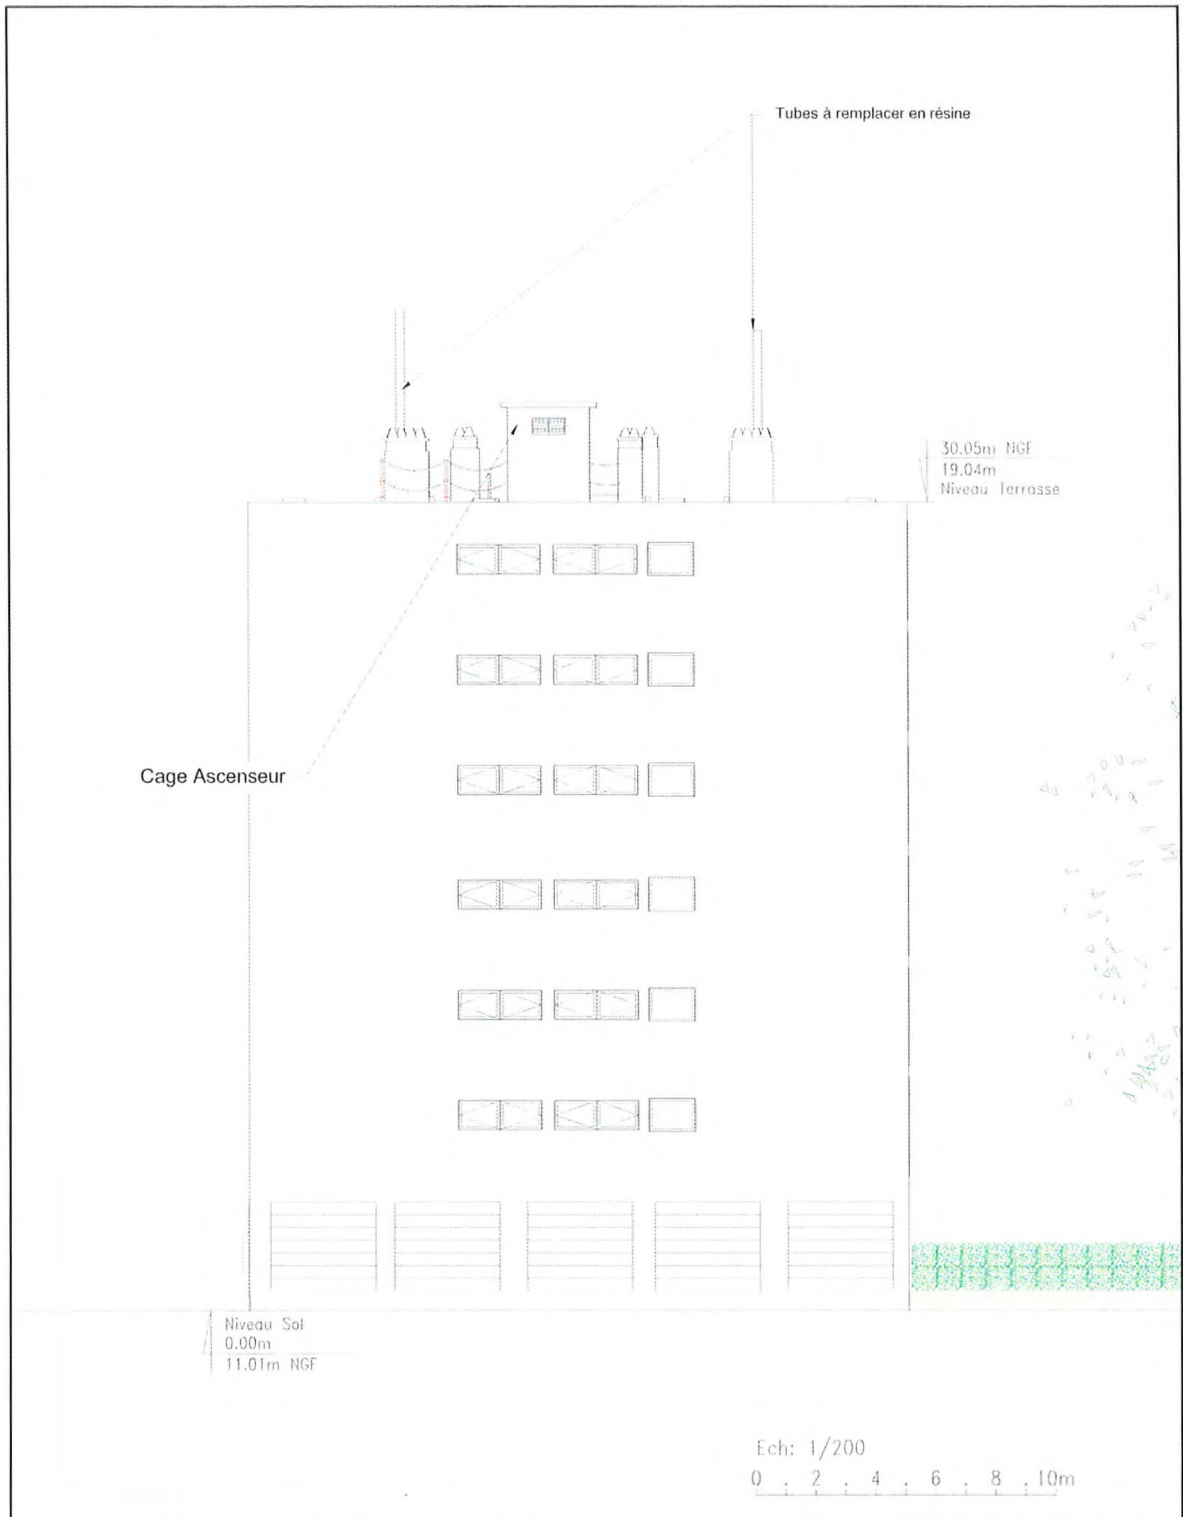 Tubes à remplacer en résine
30.05m NGF
19.04m
Niveau Terrasse
Cage Ascenseur
Niveau Sol
0.00m
11.01m NGF
Ech: 1/200
0 . 2 . 4 . 6 . 8 . 10m